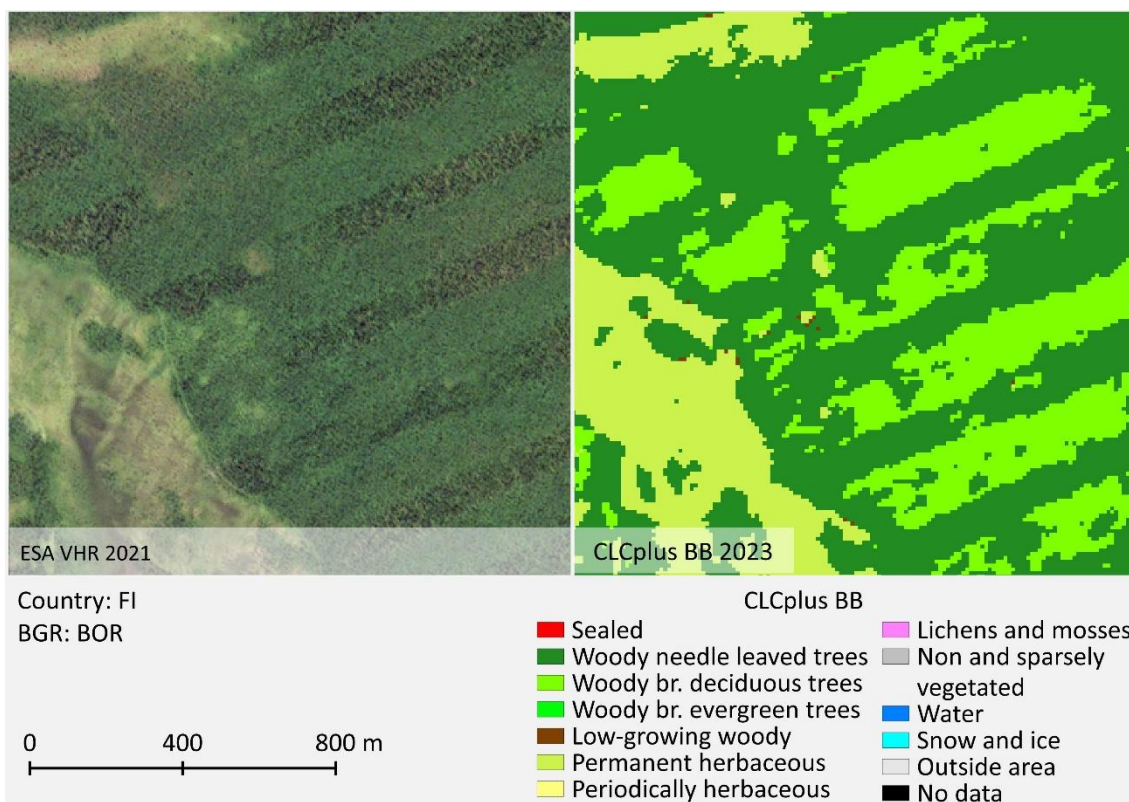 ESA VHR 2021
CLCplus BB 2023
Country: FI
BGR: BOR
0 400 800 m
CLCplus BB
Sealed
Woody needle leaved trees
Woody br. deciduous trees
Woody br. evergreen trees
Low-growing woody
Permanent herbaceous
Periodically herbaceous
Lichens and mosses
Non and sparsely
vegetated
Water
Snow and ice
Outside area
No data